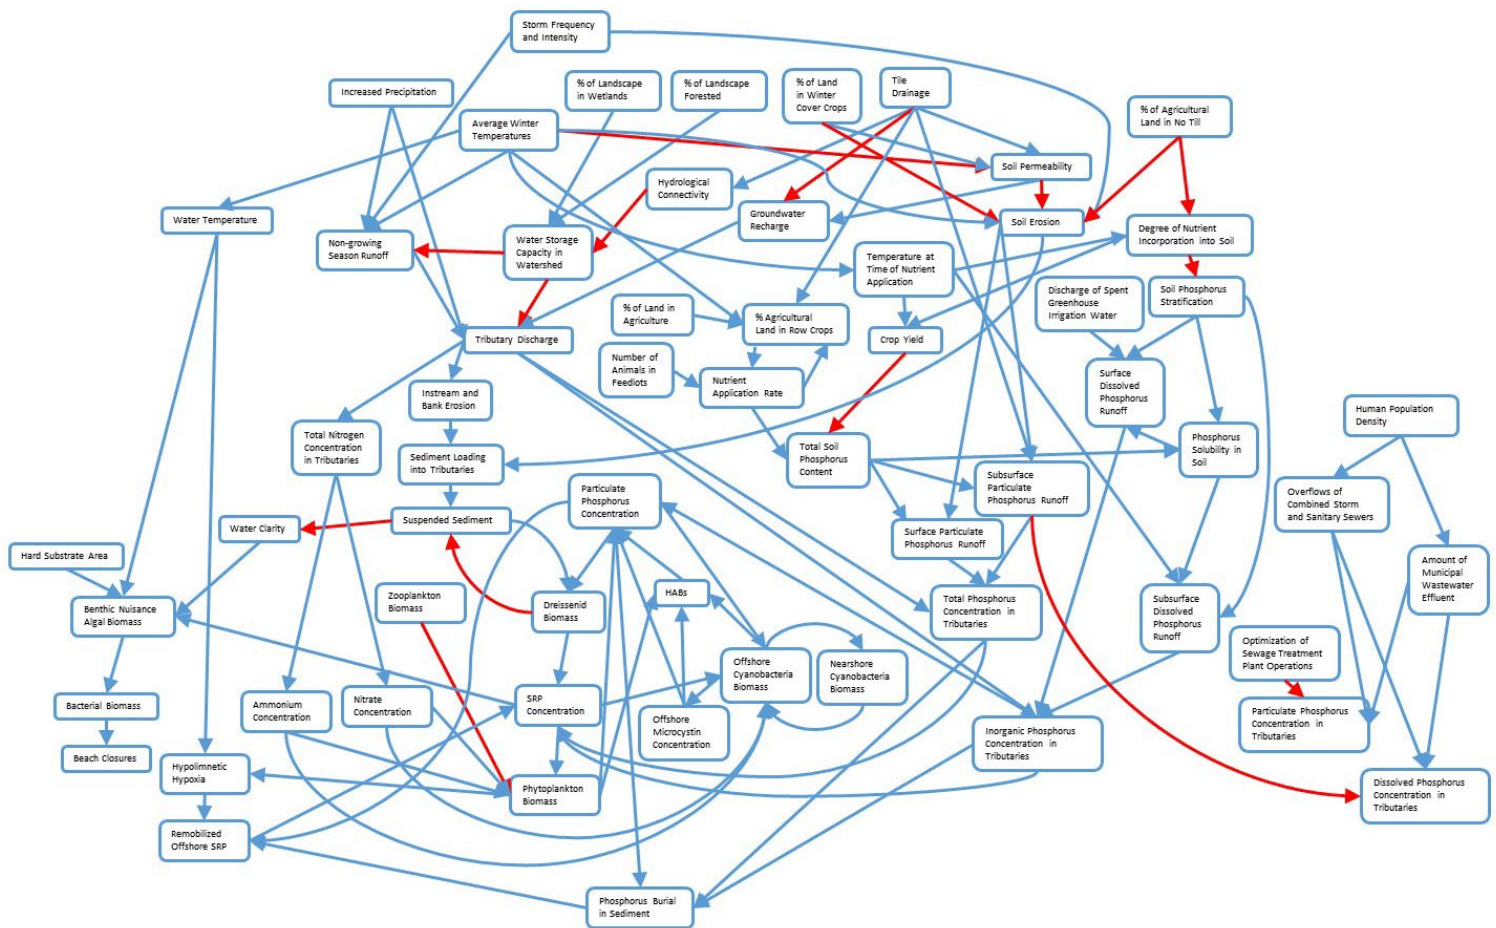 Storm Frequency
and Intensity
Increased Precipitation
% of Landscape
in Wetlands
% of Landscape
Forested
% of Land
in Winter
Cover Crops
Tile
Drainage
% of Agricultural
Land in No Till
Average Winter
Temperatures
Soil Permeability
Hydrological
Connectivity
Water Temperature
Groundwater
Recharge
Soil Erosion
Degree of Nutrient
Incorporation into Soil
Non-growing
Season Runoff
Water Storage
Capacity in
Watershed
Temperature at
Time of Nutrient
Application
Discharge of Spent
Greenhouse
Irrigation Water
Soil Phosphorus
Stratification
% of Land in
Agriculture
% Agricultural
Land in Row Crops
Tributary Discharge
Crop Yield
Number of
Animals in
Feedlots
Nutrient
Application Rate
Surface
Dissolved
Phosphorus
Runoff
Instream and
Bank Erosion
Human Population
Density
Total Nitrogen
Concentration
in Tributaries
Sediment Loading
into Tributaries
Total Soil
Phosphorus
Content
Phosphorus
Solubility in
Soil
Particulate
Phosphorus
Concentration
Subsurface
Particulate
Phosphorus Runoff
Overflows of
Combined Storm
and Sanitary Sewers
Water Clarity
Suspended Sediment
Surface Particulate
Phosphorus Runoff
Hard Substrate Area
Amount of
Municipal
Wastewater
Effluent
Benthic Nuisance
Algal Biomass
Zooplankton
Biomass
Dreissenid
Biomass
HABs
Total Phosphorus
Concentration in
Tributaries
Subsurface
Dissolved
Phosphorus
Runoff
Optimization of
Sewage Treatment
Plant Operations
Offshore
Cyanobacteria
Biomass
Nearshore
Cyanobacteria
Biomass
Bacterial Biomass
Ammonium
Concentration
Nitrate
Concentration
SRP
Concentration
Offshore
Microcystin
Concentration
Particulate Phosphorus
Concentration in
Tributaries
Inorganic Phosphorus
Concentration in
Tributaries
Beach Closures
Hypolimnetic
Hypoxia
Phytoplankton
Biomass
Dissolved Phosphorus
Concentration in
Tributaries
Remobilized
Offshore SRP
Phosphorus Burial
in Sediment